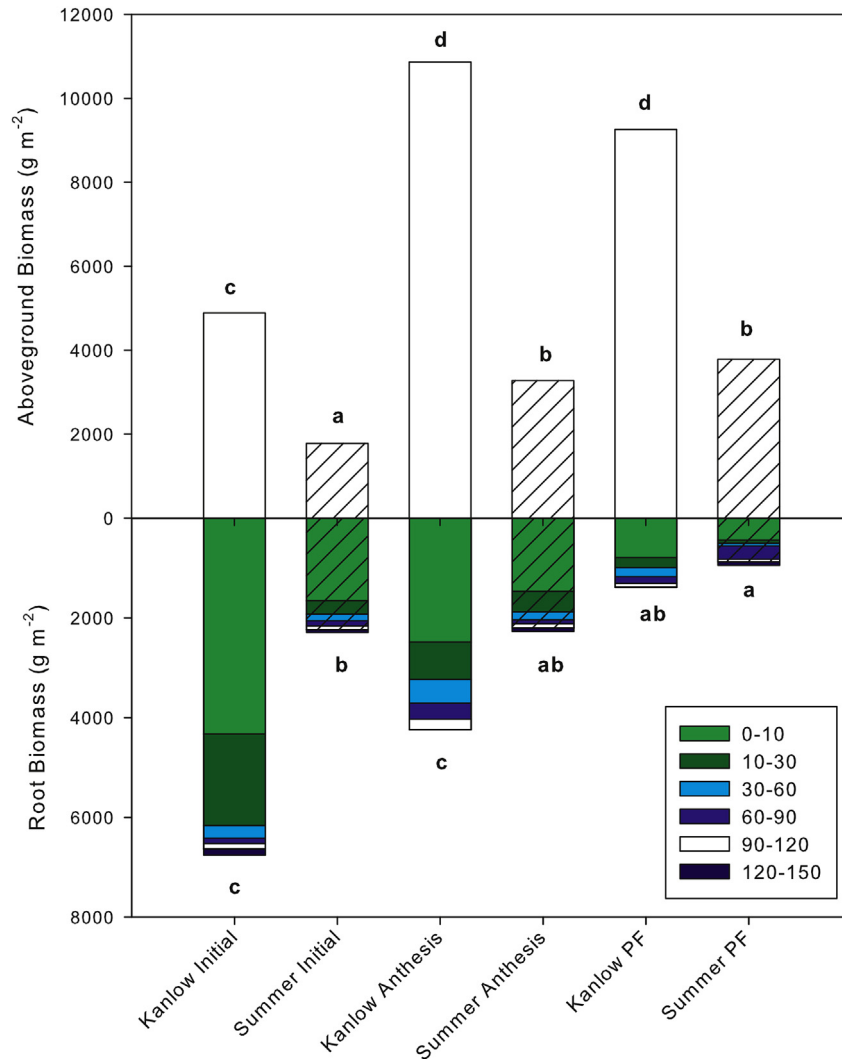 12000
10000
8000
6000
4000
2000
0
2000
4000
6000
8000
Aboveground Biomass (g m-2)
Root Biomass (g m-2)
c
a
d
b
d
b
c
b
c
ab
ab
a
0-10
10-30
30-60
60-90
90-120
120-150
Kanlow Initial
Summer Initial
Kanlow Anthesis
Summer Anthesis
Kanlow PF
Summer PF